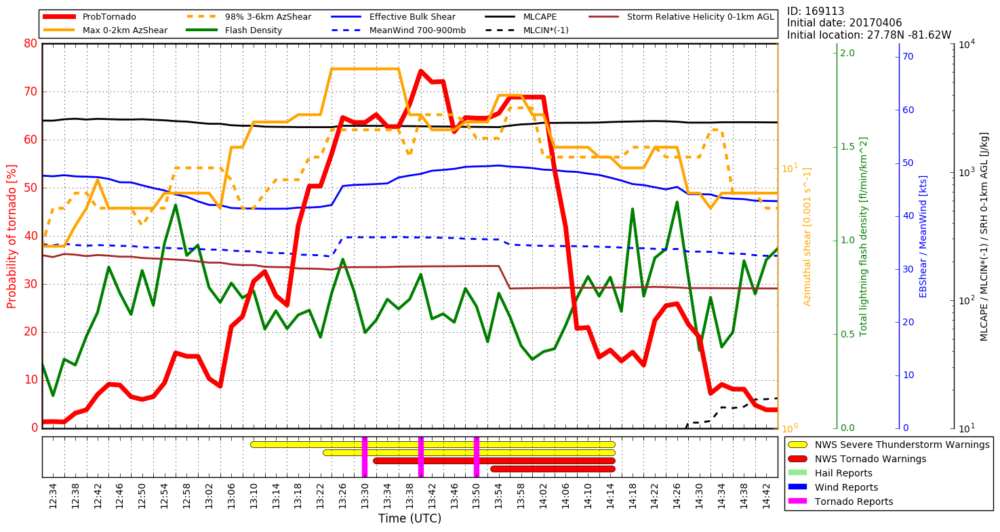 ProbTornado
Max 0-2km AzShear
98% 3-6km AzShear
Flash Density
Effective Bulk Shear
MeanWind 700-900mb
MLCAPE
MLCIN*(-1)
Storm Relative Helicity 0-1km AGL
ID: 169113
Initial date: 20170406
Initial location: 27.78N -81.62W
Probability of tornado [%]
80
70
60
50
40
30
20
10
0
10^1
10^0
Azimuthal shear [0.001 s^-1]
2.0
1.5
1.0
0.5
0.0
Total lightning flash density [fl/min/km^2]
70
60
50
40
30
20
10
0
EBShear / MeanWind [kts]
10^4
10^3
10^2
10^1
MLCAPE / MLCIN*(-1) / SRH 0-1km AGL [J/kg]
12:34 12:38 12:42 12:46 12:50 12:54 12:58 13:02 13:06 13:10 13:14 13:18 13:22 13:26 13:30 13:34 13:38 13:42 13:46 13:50 13:54 13:58 14:02 14:06 14:10 14:14 14:18 14:22 14:26 14:30 14:34 14:38 14:42
Time (UTC)
NWS Severe Thunderstorm Warnings
NWS Tornado Warnings
Hail Reports
Wind Reports
Tornado Reports